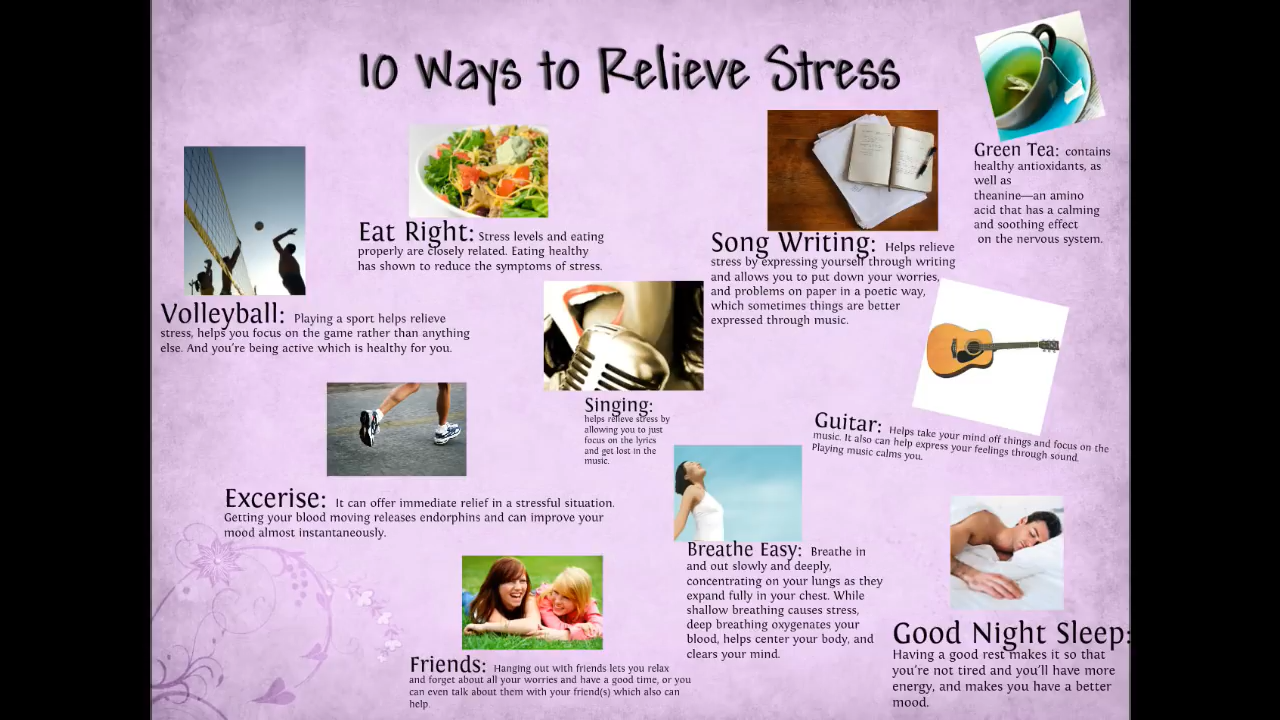 10 Ways to Relieve Stress
Green Tea: contains
healthy antioxidants, as
well as
theanine—an amino
acid that has a calming
and soothing effect
on the nervous system.
Eat Right: Stress levels and eating
properly are closely related. Eating healthy
has shown to reduce the symptoms of stress.
Song Writing: Helps relieve
stress by expressing yourself through writing
and allows you to put down your worries,
and problems on paper in a poetic way,
which sometimes things are better
expressed through music.
Volleyball: Playing a sport helps relieve
stress, helps you focus on the game rather than anything
else. And you're being active which is healthy for you.
Singing:
helps relieve stress by
allowing you to just
focus on the lyrics
and get lost in the
music.
Guitar: Helps take your mind off things and focus on the
music. It also can help express your feelings through sound.
Playing music calms you.
Excerise: It can offer immediate relief in a stressful situation.
Getting your blood moving releases endorphins and can improve your
mood almost instantaneously.
Breathe Easy: Breathe in
and out slowly and deeply,
concentrating on your lungs as they
expand fully in your chest. While
shallow breathing causes stress,
deep breathing oxygenates your
blood, helps center your body, and
clears your mind.
Good Night Sleep:
Having a good rest makes it so that
you're not tired and you'll have more
energy, and makes you have a better
mood.
Friends: Hanging out with friends lets you relax
and forget about all your worries and have a good time, or you
can even talk about them with your friend(s) which also can
help.